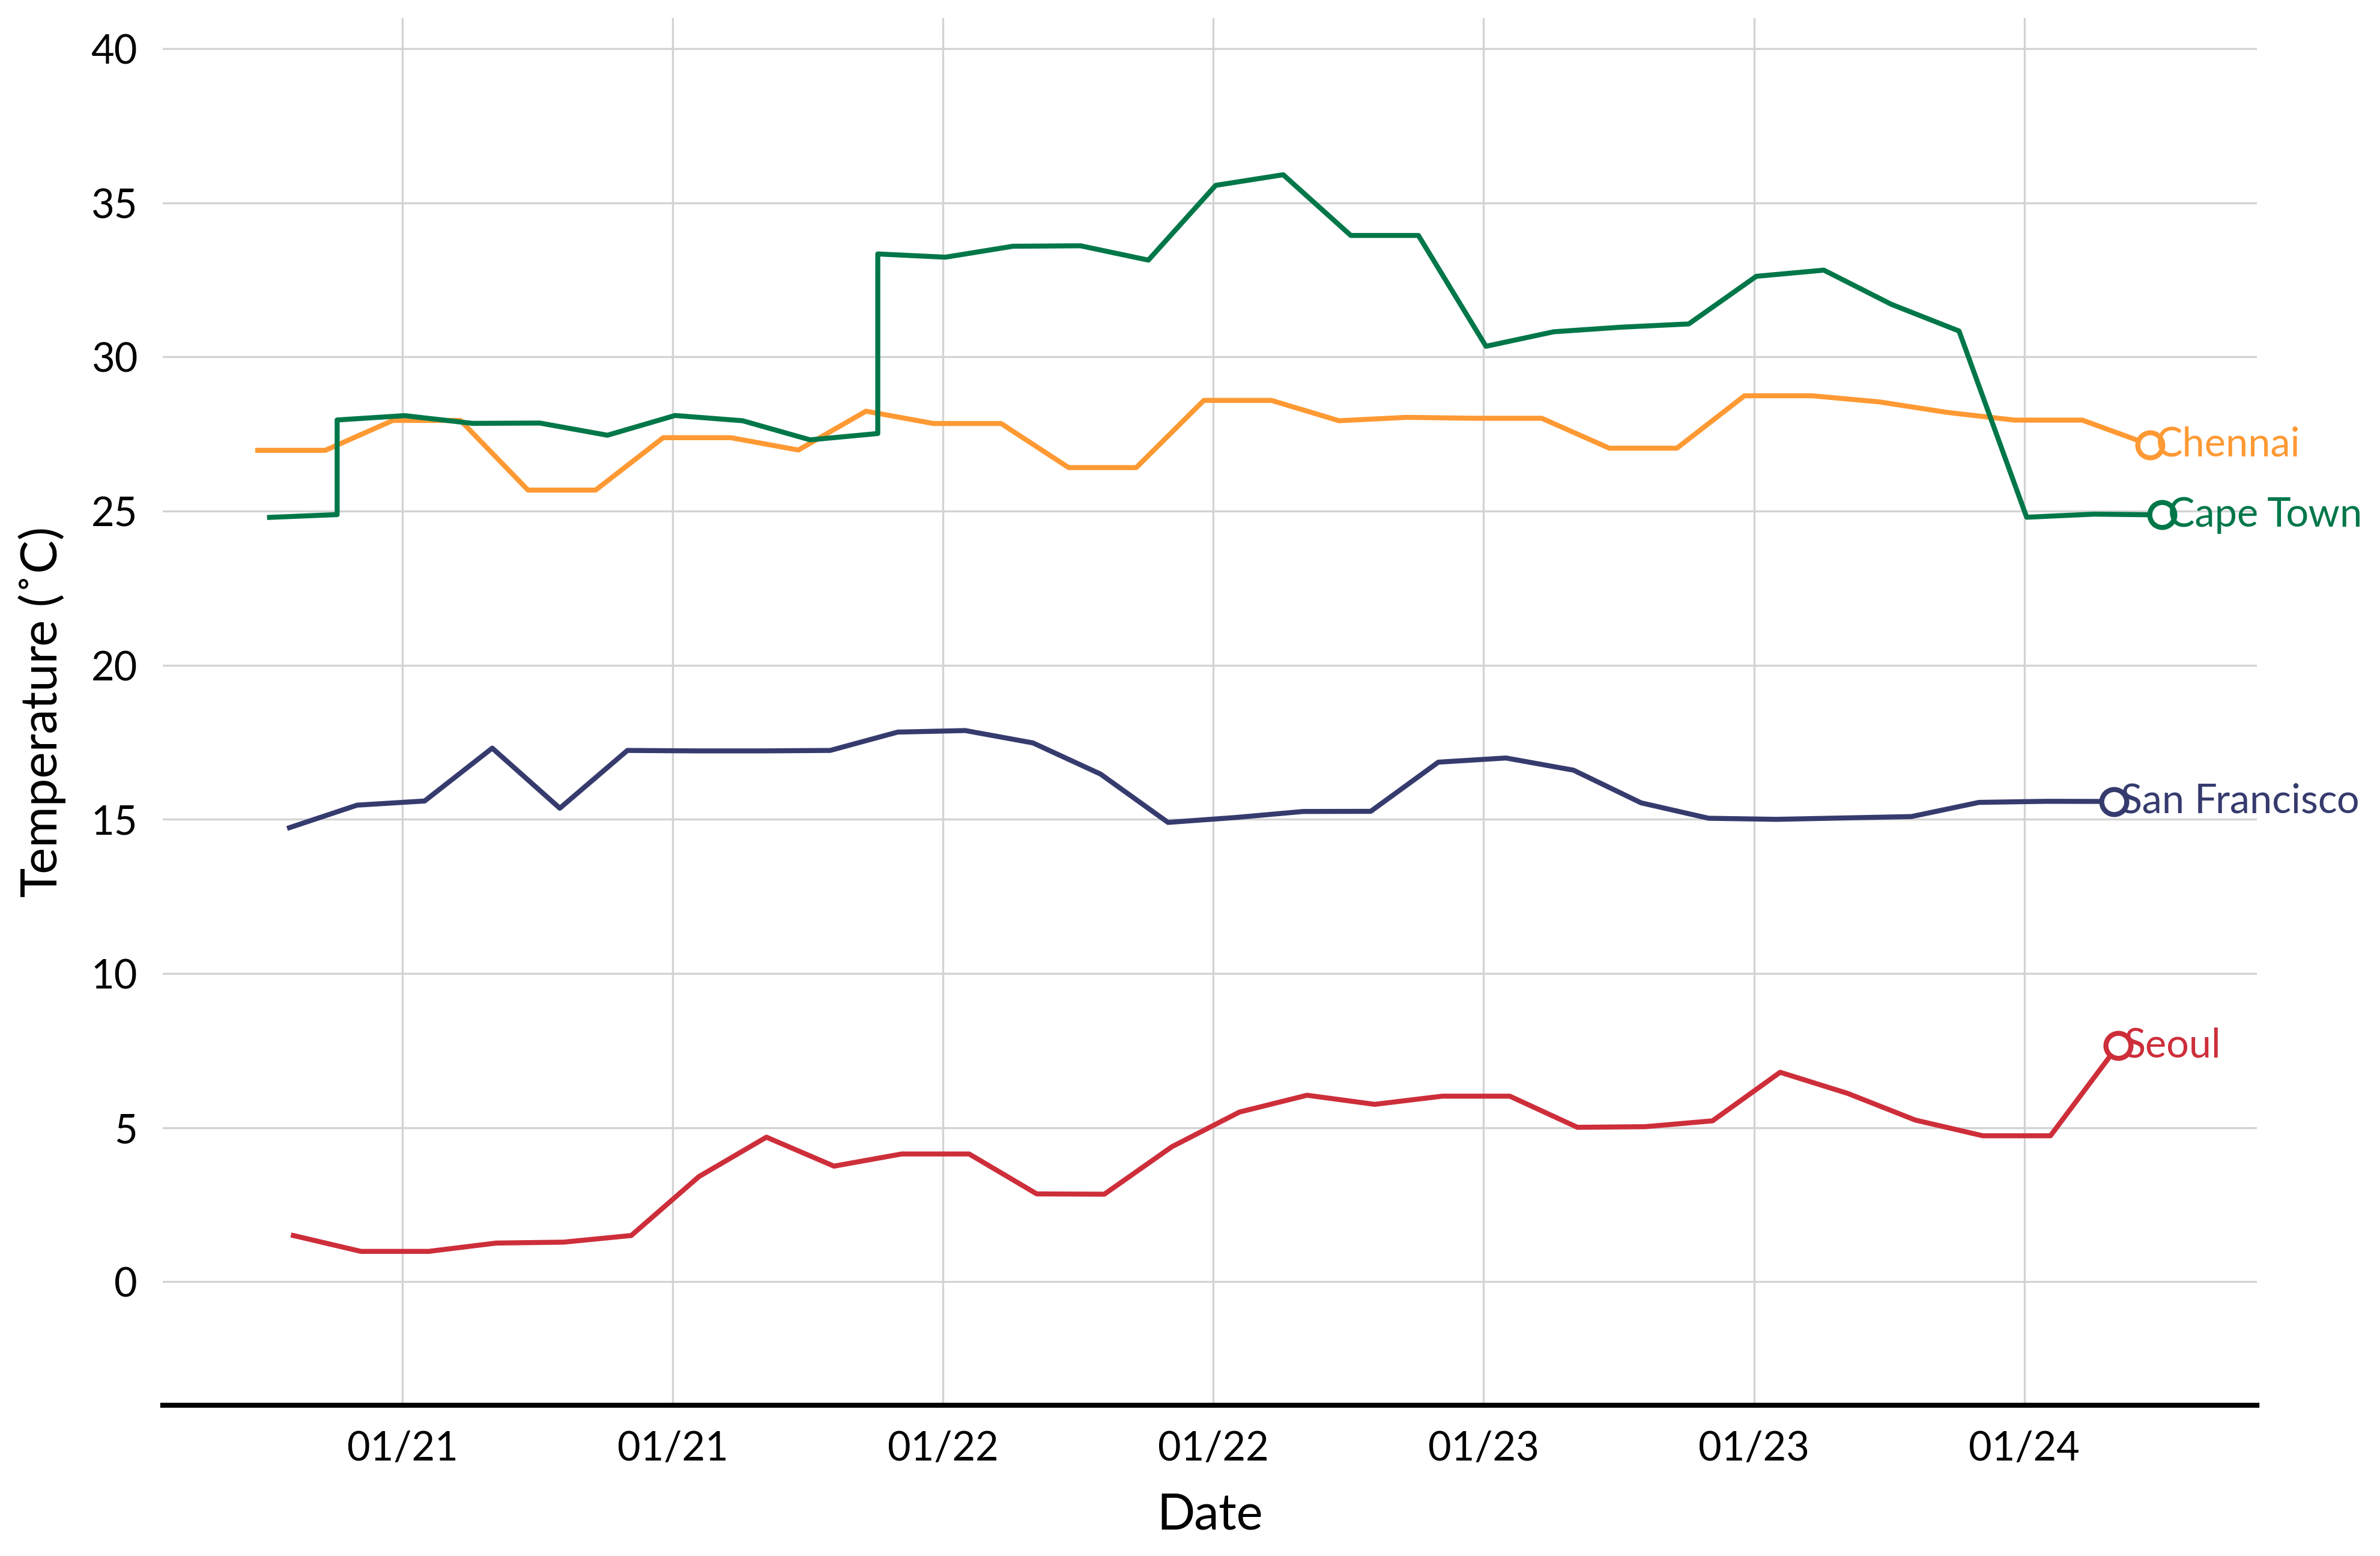 40
35
30
25
20
15
10
5
0
Temperature (°C)
Chennai
Cape Town
San Francisco
Seoul
01/21 01/21 01/22 01/22 01/23 01/23 01/24
Date